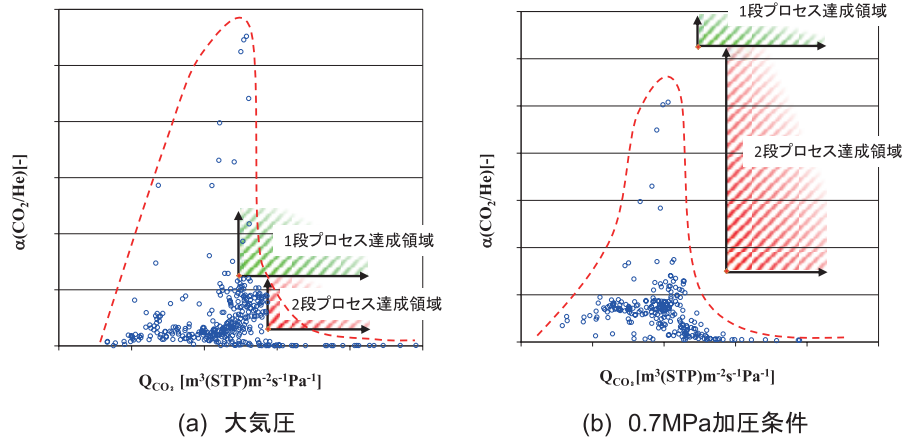 α(CO₂/He)[-]
1段プロセス達成領域
2段プロセス達成領域
Q_CO₂ [m³(STP)m⁻²s⁻¹Pa⁻¹]
(a) 大気圧
α(CO₂/He)[-]
1段プロセス達成領域
2段プロセス達成領域
Q_CO₂ [m³(STP)m⁻²s⁻¹Pa⁻¹]
(b) 0.7MPa加圧条件